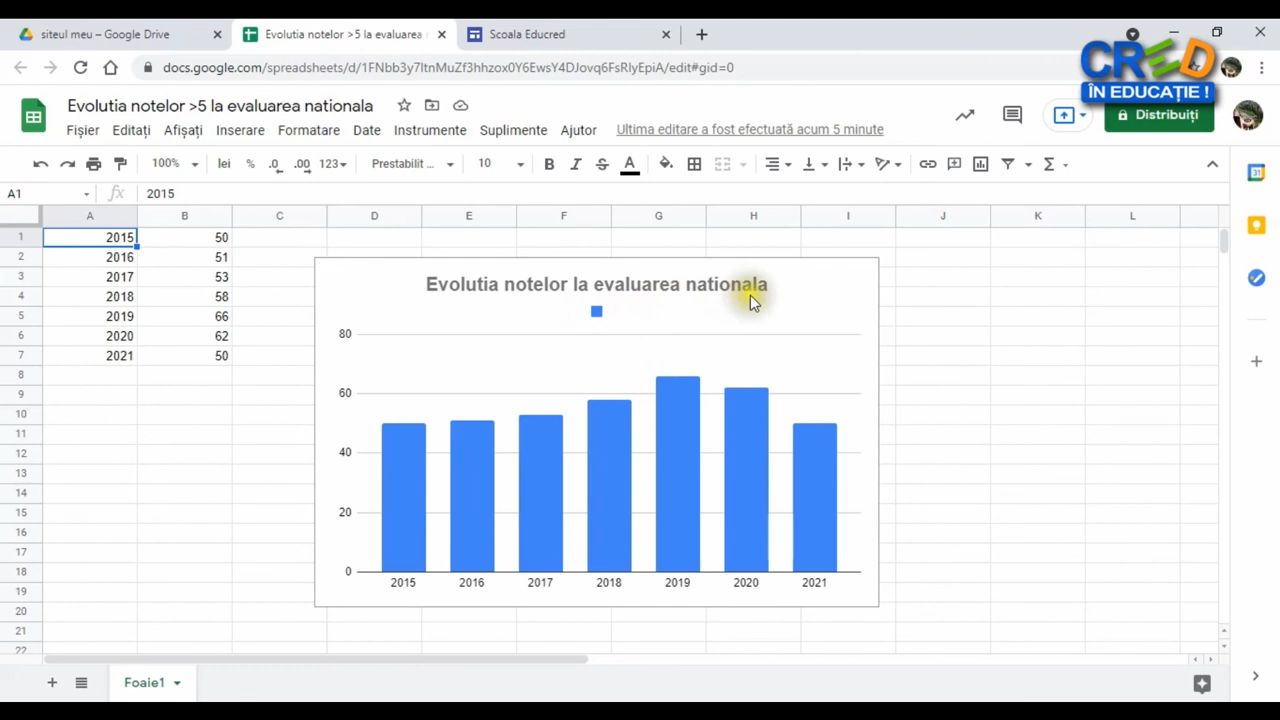 siteul meu – Google Drive
Evolutia notelor >5 la evaluarea
Scoala Educred
docs.google.com/spreadsheets/d/1FNbb3y7ltnMuZf3hhzox0Y6EwsY4DJovq6FsRlyEpiA/edit#gid=0
CRED
ÎN EDUCAȚIE !
Evolutia notelor >5 la evaluarea nationala
Fișier Editați Afișați Inserare Formatare Date Instrumente Suplimente Ajutor Ultima editare a fost efectuată acum 5 minute
Distribuiți
100% lei % .0 .00 123 Prestabilit ... 10 B I S A
A1 fx 2015
A B C D E F G H I J K L
1 2015 50
2 2016 51
3 2017 53
4 2018 58
5 2019 66
6 2020 62
7 2021 50
8
9
10
11
12
13
14
15
16
17
18
19
20
21
22
Evolutia notelor la evaluarea nationala
80
60
40
20
0
2015 2016 2017 2018 2019 2020 2021
Foaie1
31